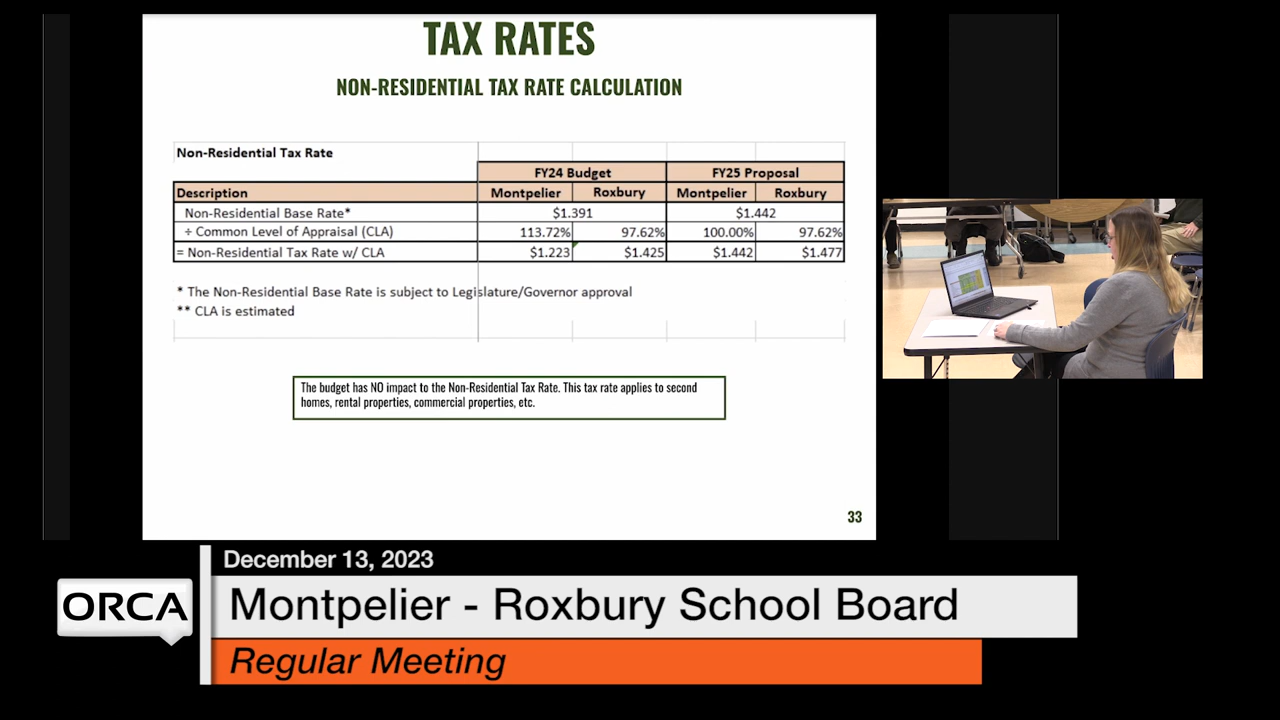 TAX RATES
NON-RESIDENTIAL TAX RATE CALCULATION
Non-Residential Tax Rate
FY24 Budget FY25 Proposal
Description Montpelier Roxbury Montpelier Roxbury
Non-Residential Base Rate* $1.391 $1.442
÷ Common Level of Appraisal (CLA) 113.72% 97.62% 100.00% 97.62%
= Non-Residential Tax Rate w/ CLA $1.223 $1.425 $1.442 $1.477
* The Non-Residential Base Rate is subject to Legislature/Governor approval
** CLA is estimated
The budget has NO impact to the Non-Residential Tax Rate. This tax rate applies to second
homes, rental properties, commercial properties, etc.
33
December 13, 2023
ORCA
Montpelier - Roxbury School Board
Regular Meeting